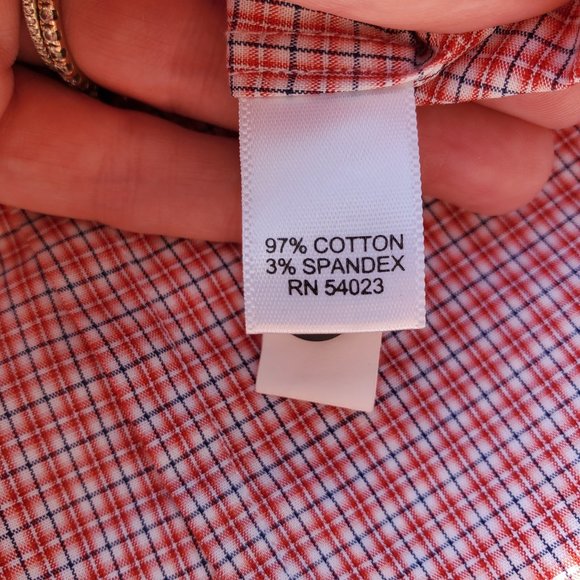 97% COTTON
3% SPANDEX
RN 54023